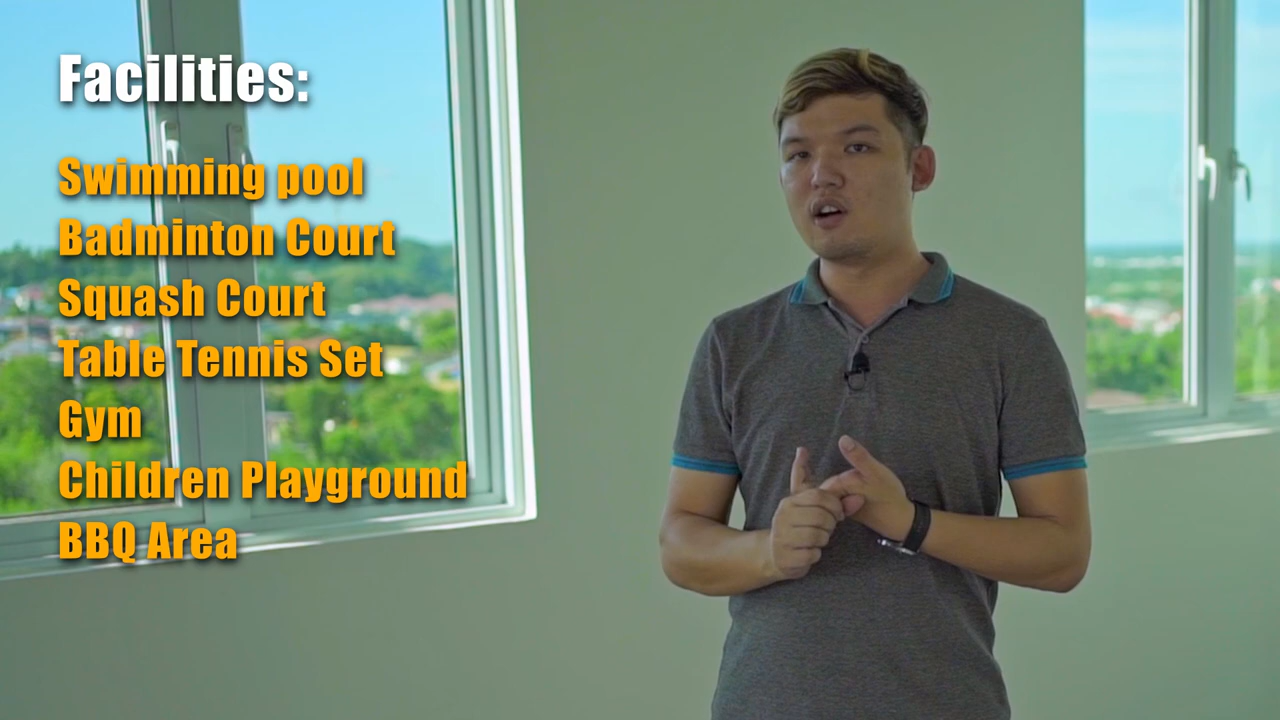 Facilities:
Swimming pool
Badminton Court
Squash Court
Table Tennis Set
Gym
Children Playground
BBQ Area